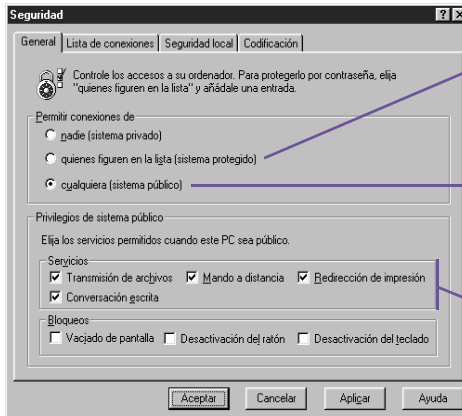 Seguridad
General Lista de conexiones Seguridad local Codificación
Controle los accesos a su ordenador. Para protegerlo por contraseña, elija
"quienes figuren en la lista" y añádale una entrada.
Permitir conexiones de
nadie (sistema privado)
quienes figuren en la lista (sistema protegido)
cualquiera (sistema público)
Privilegios de sistema público
Elija los servicios permitidos cuando este PC sea público.
Servicios
Transmisión de archivos Mando a distancia Redirección de impresión
Conversación escrita
Bloqueos
Vaciado de pantalla Desactivación del ratón Desactivación del teclado
Aceptar Cancelar Aplicar Ayuda